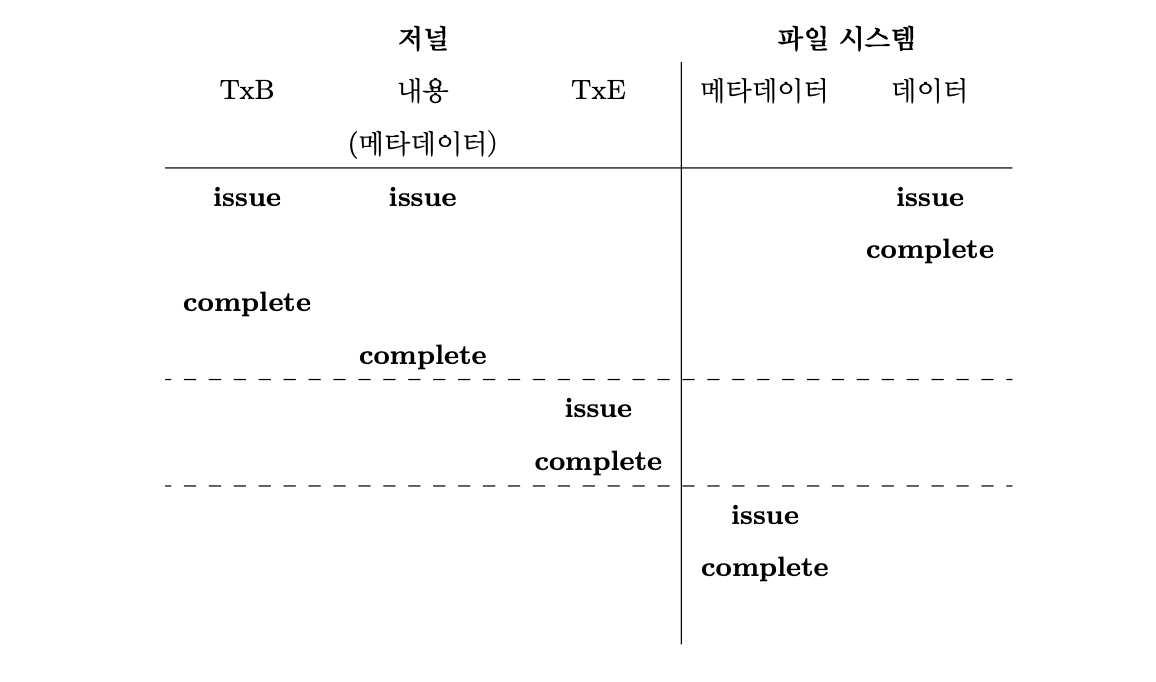 저널 파일 시스템
TxB 내용 TxE 메타데이터 데이터
(메타데이터)
issue issue issue
complete
complete
complete
issue
complete
issue
complete